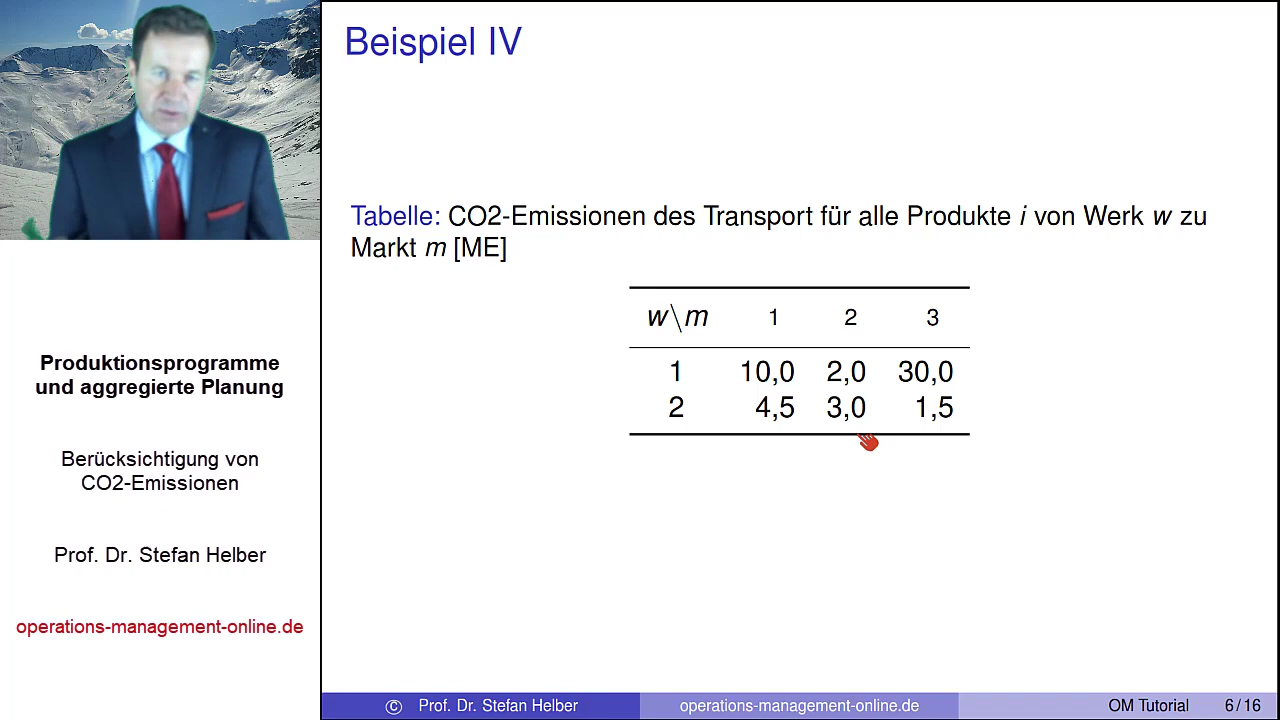 Beispiel IV
Tabelle: CO2-Emissionen des Transport für alle Produkte i von Werk w zu
Markt m [ME]
w\m 1 2 3
1 10,0 2,0 30,0
2 4,5 3,0 1,5
Produktionsprogramme
und aggregierte Planung
Berücksichtigung von
CO2-Emissionen
Prof. Dr. Stefan Helber
operations-management-online.de
© Prof. Dr. Stefan Helber operations-management-online.de OM Tutorial 6/16